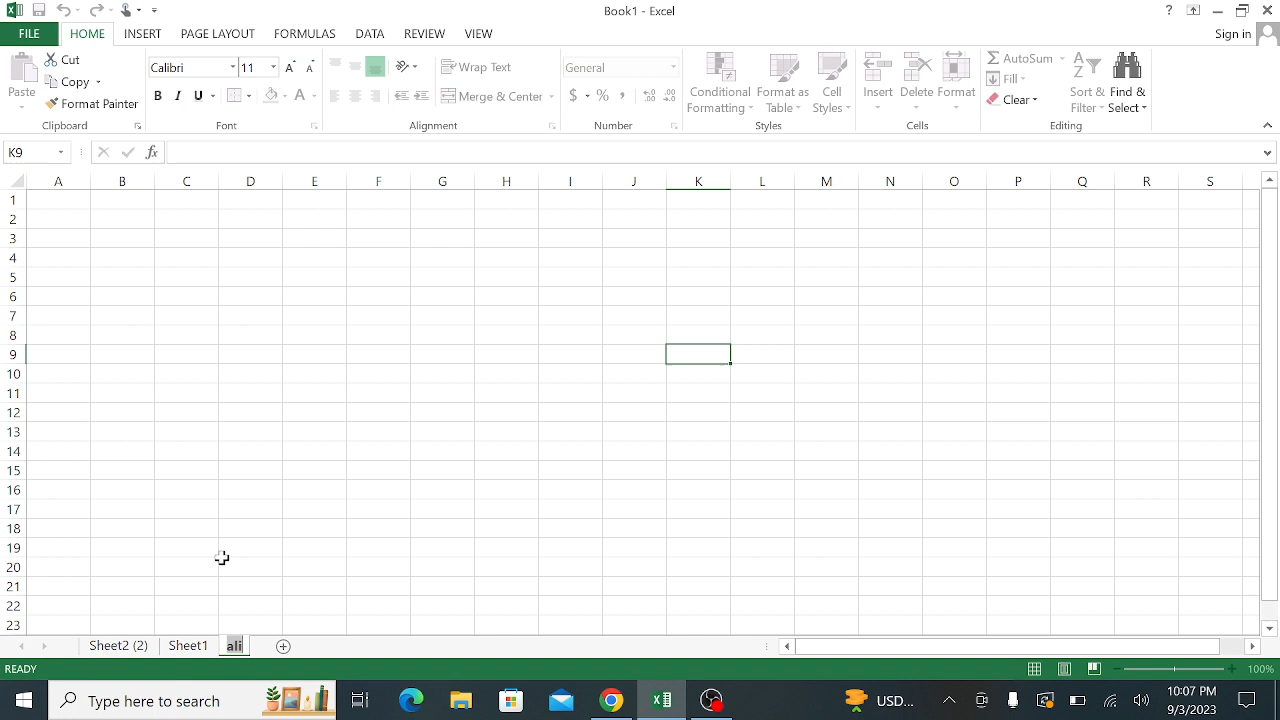 Book1 - Excel
?
FILE
HOME
INSERT
PAGE LAYOUT
FORMULAS
DATA
REVIEW
VIEW
Sign in
Paste
Cut
Copy
Format Painter
Clipboard
Calibri
11
A A
B I U
A
Font
Wrap Text
Merge & Center
Alignment
General
$ % ,
Number
Conditional Formatting
Format as Table
Cell Styles
Styles
Insert
Delete
Format
Cells
AutoSum
Fill
Clear
Sort & Filter
Find & Select
Editing
K9
fx
A B C D E F G H I J K L M N O P Q R S
1
2
3
4
5
6
7
8
9
10
11
12
13
14
15
16
17
18
19
20
21
22
23
Sheet2 (2)
Sheet1
ali
READY
100%
Type here to search
USD...
10:07 PM
9/3/2023